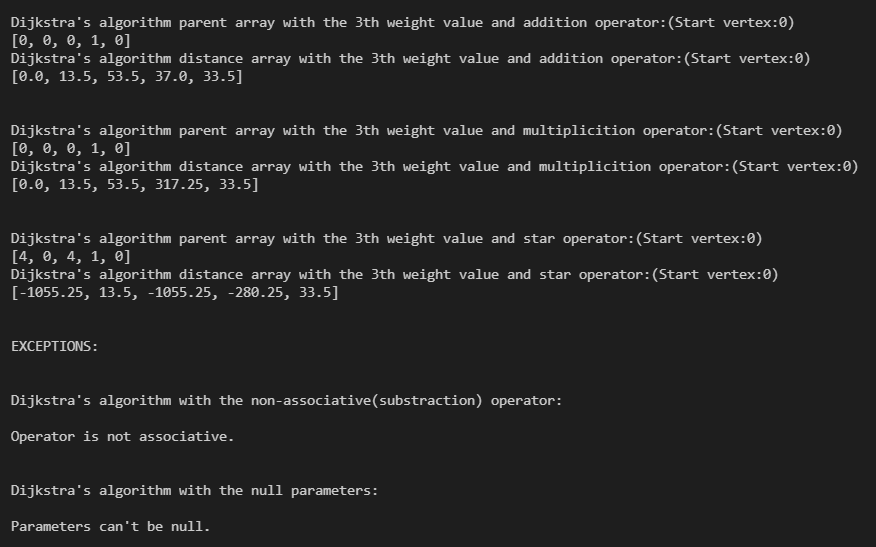 Dijkstra's algorithm parent array with the 3th weight value and addition operator:(Start vertex:0)
[0, 0, 0, 1, 0]
Dijkstra's algorithm distance array with the 3th weight value and addition operator:(Start vertex:0)
[0.0, 13.5, 53.5, 37.0, 33.5]
Dijkstra's algorithm parent array with the 3th weight value and multiplicition operator:(Start vertex:0)
[0, 0, 0, 1, 0]
Dijkstra's algorithm distance array with the 3th weight value and multiplicition operator:(Start vertex:0)
[0.0, 13.5, 53.5, 317.25, 33.5]
Dijkstra's algorithm parent array with the 3th weight value and star operator:(Start vertex:0)
[4, 0, 4, 1, 0]
Dijkstra's algorithm distance array with the 3th weight value and star operator:(Start vertex:0)
[-1055.25, 13.5, -1055.25, -280.25, 33.5]
EXCEPTIONS:
Dijkstra's algorithm with the non-associative(substraction) operator:
Operator is not associative.
Dijkstra's algorithm with the null parameters:
Parameters can't be null.